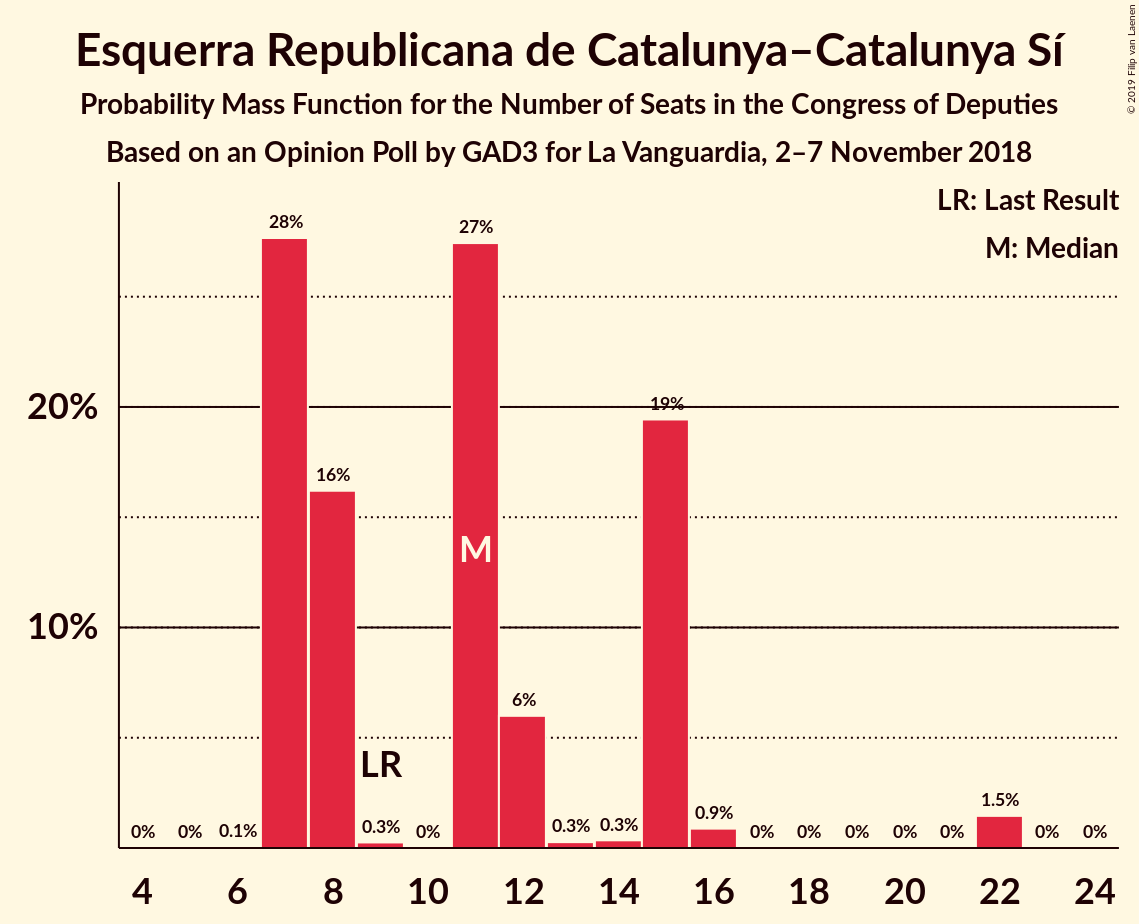 Esquerra Republicana de Catalunya–Catalunya Sí
Probability Mass Function for the Number of Seats in the Congress of Deputies
Based on an Opinion Poll by GAD3 for La Vanguardia, 2–7 November 2018
© 2019 Filip van Laenen
LR: Last Result
M: Median
20%
10%
0% 0% 0.1% 28% 16% 0.3% 0% 27% 6% 0.3% 0.3% 19% 0.9% 0% 0% 0% 0% 0% 1.5% 0% 0%
LR
M
4 6 8 10 12 14 16 18 20 22 24